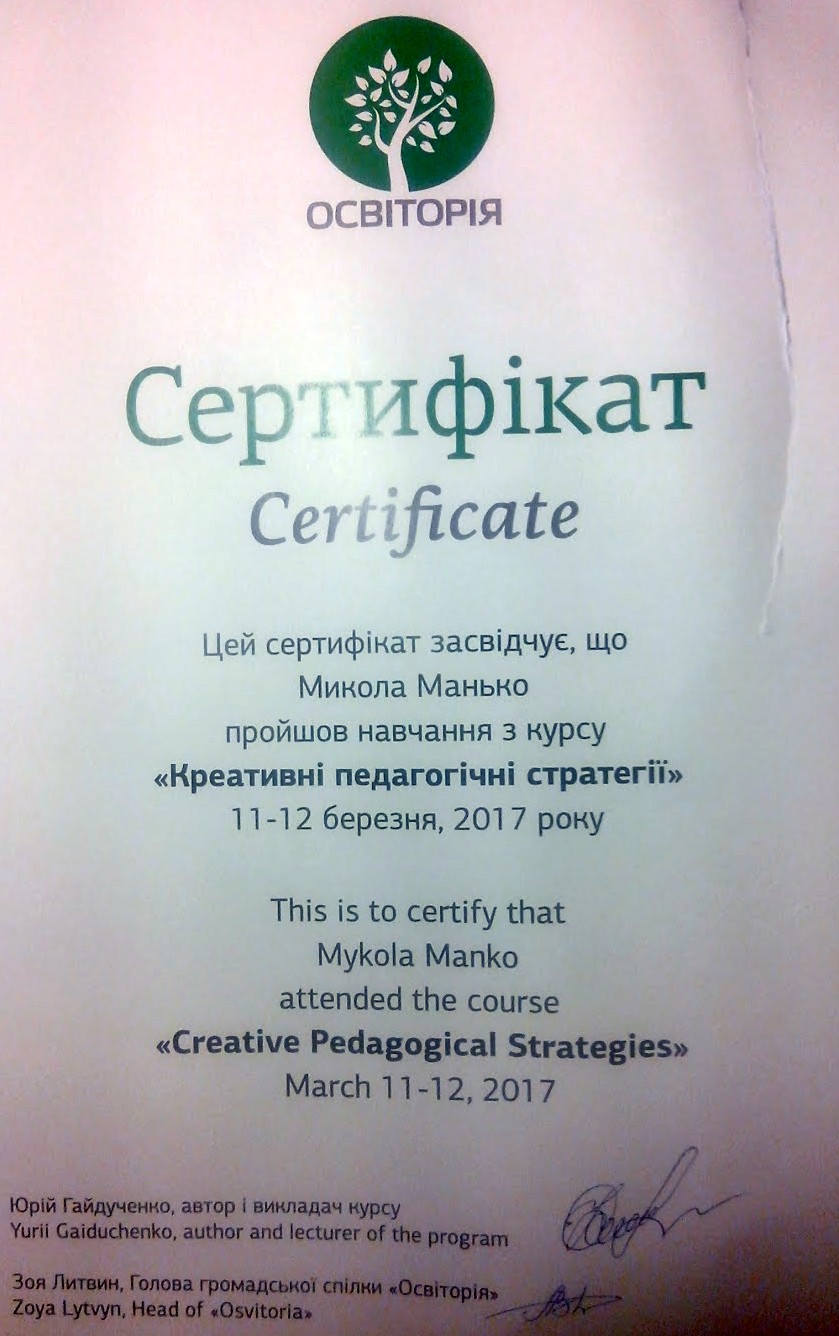 ОСВІТОРІЯ
Сертифікат
Certificate
Цей сертифікат засвідчує, що
Микола Манько
пройшов навчання з курсу
«Креативні педагогічні стратегії»
11-12 березня, 2017 року
This is to certify that
Mykola Manko
attended the course
«Creative Pedagogical Strategies»
March 11-12, 2017
Юрій Гайдученко, автор і викладач курсу
Yurii Gaiduchenko, author and lecturer of the program
Зоя Литвин, Голова громадської спілки «Освіторія»
Zoya Lytvyn, Head of «Osvitoria»